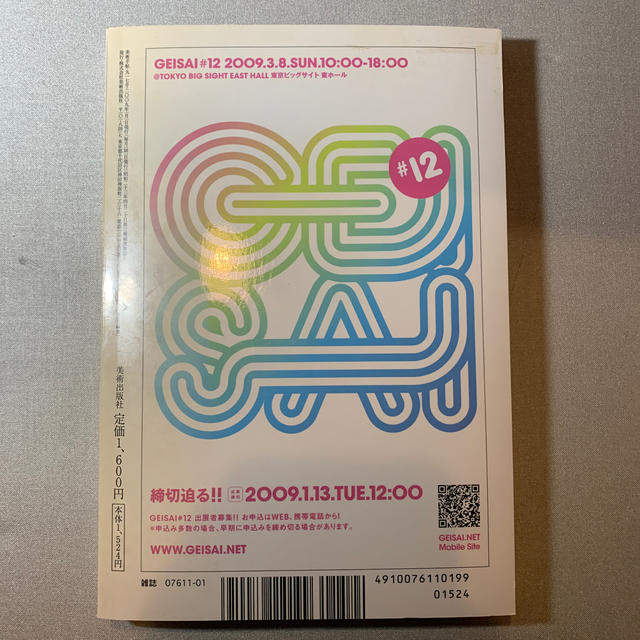 GEISAI#12 2009.3.8.SUN.10:00-18:00
@TOKYO BIG SIGHT EAST HALL 東京ビッグサイト 東ホール
#12
締切迫る!! 2009.1.13.TUE.12:00
GEISAI#12 出展者募集!! お申込はWEB、携帯電話から!
*申込み多数の場合、早期に申込みを締め切る場合があります。
WWW.GEISAI.NET
GEISAI.NET
Mobile Site
雑誌 07611-01
4910076110199
01524
美術出版社 定価1,600円
本体1,524円